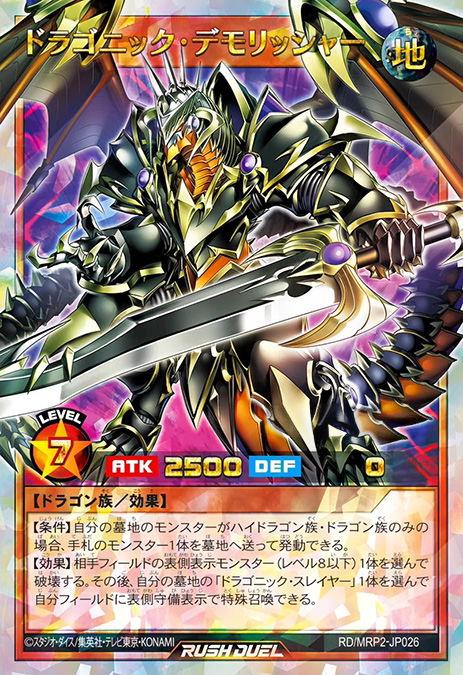 ドラゴニック・デモリッシャー
地
LEVEL
7
ATK 2500 DEF 0
【ドラゴン族/効果】
【条件】自分の墓地のモンスターがハイドラゴン族・ドラゴン族のみの
場合、手札のモンスター1体を墓地へ送って発動できる。
【効果】相手フィールドの表側表示モンスター(レベル8以下)1体を選んで
破壊する。その後、自分の墓地の「ドラゴニック・スレイヤー」1体を選んで
自分フィールドに表側守備表示で特殊召喚できる。
©スタジオ・ダイス/集英社・テレビ東京・KONAMI
RD/MRP2-JP026
RUSH DUEL